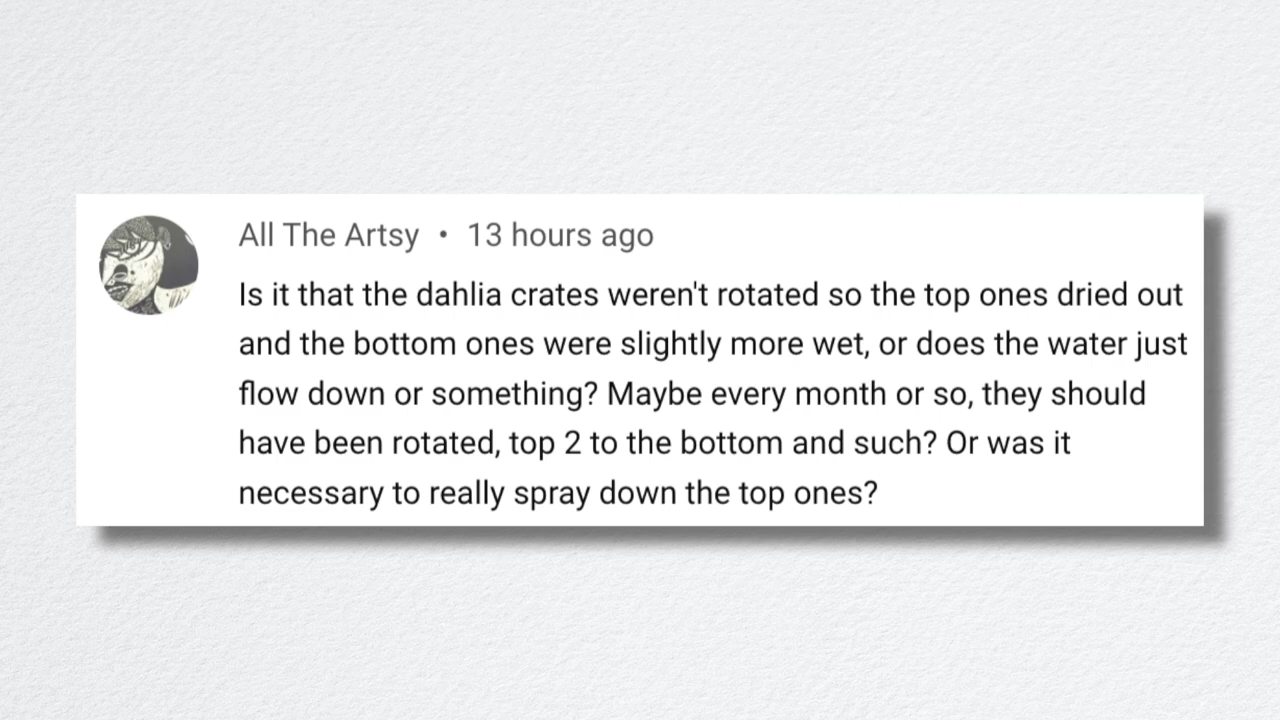 All The Artsy • 13 hours ago
Is it that the dahlia crates weren't rotated so the top ones dried out
and the bottom ones were slightly more wet, or does the water just
flow down or something? Maybe every month or so, they should
have been rotated, top 2 to the bottom and such? Or was it
necessary to really spray down the top ones?